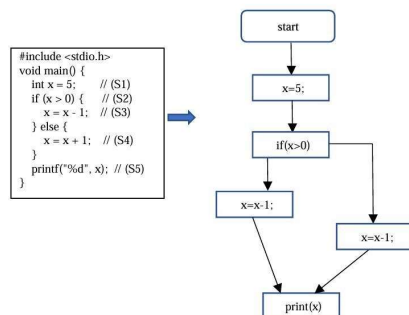 #include <stdio.h>
void main() {
int x = 5; // (S1)
if (x > 0) { // (S2)
x = x - 1; // (S3)
} else {
x = x + 1; // (S4)
}
printf("%d", x); // (S5)
}
start
x=5;
if(x>0)
x=x-1;
x=x-1;
print(x)